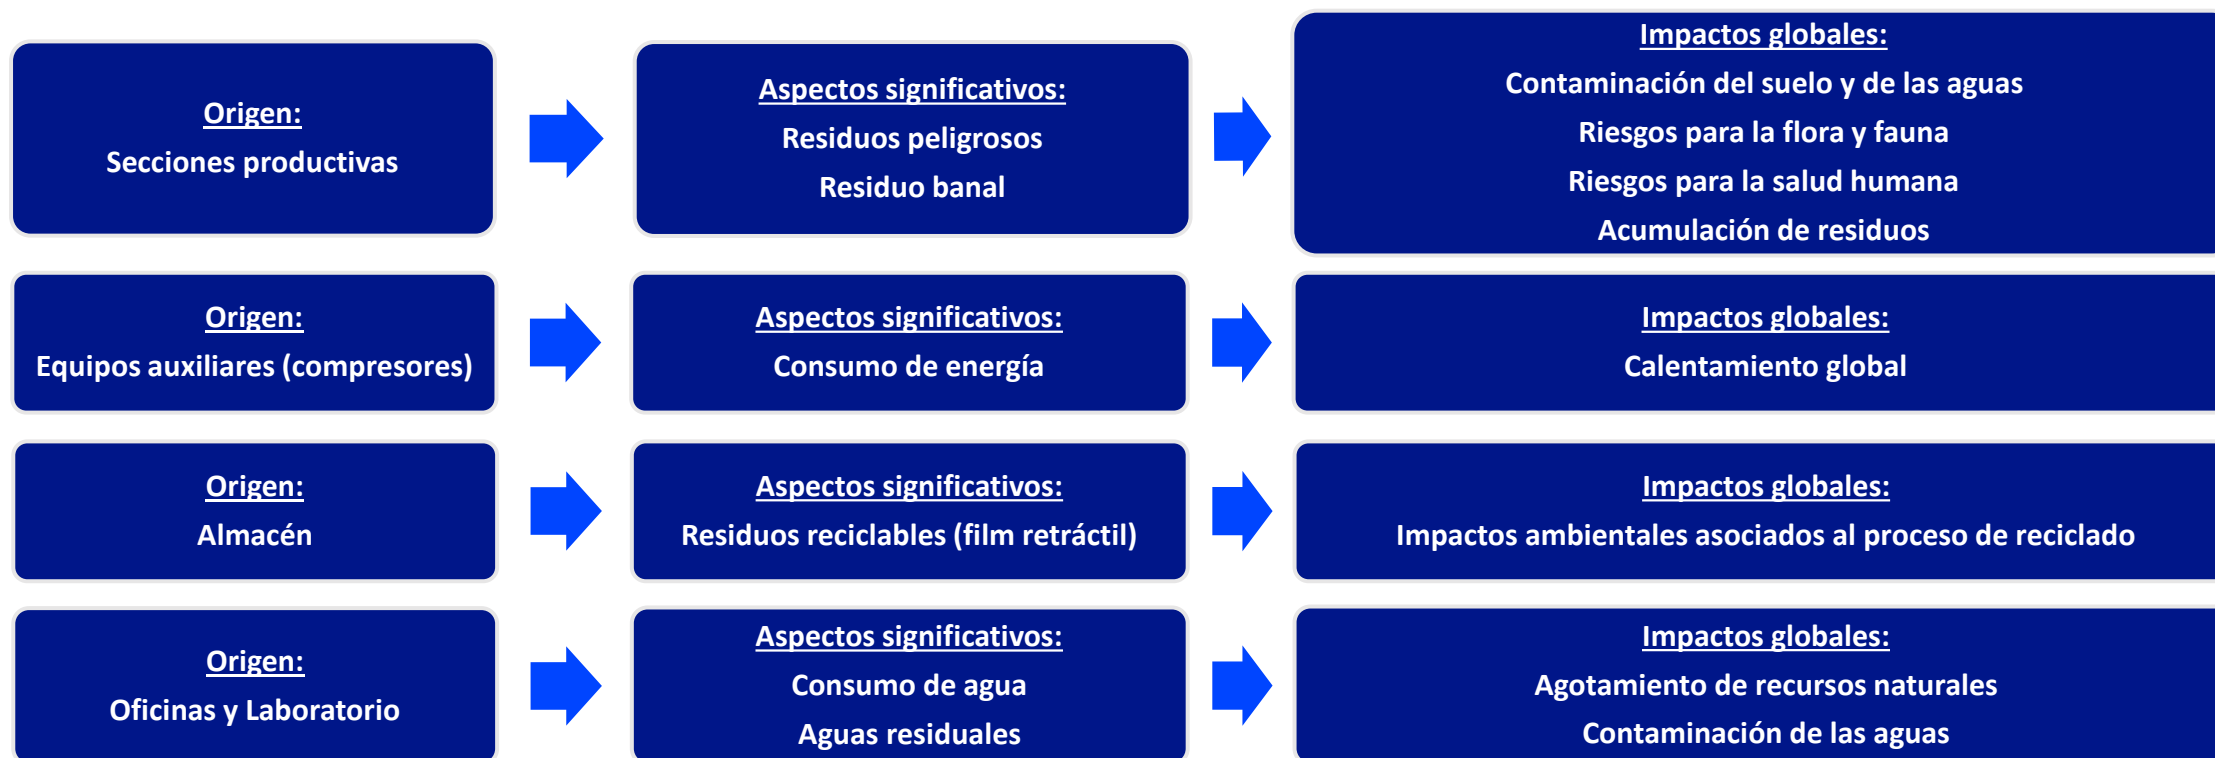 Origen:
Secciones productivas
Aspectos significativos:
Residuos peligrosos
Residuo banal
Impactos globales:
Contaminación del suelo y de las aguas
Riesgos para la flora y fauna
Riesgos para la salud humana
Acumulación de residuos
Origen:
Equipos auxiliares (compresores)
Aspectos significativos:
Consumo de energía
Impactos globales:
Calentamiento global
Origen:
Almacén
Aspectos significativos:
Residuos reciclables (film retráctil)
Impactos globales:
Impactos ambientales asociados al proceso de reciclado
Origen:
Oficinas y Laboratorio
Aspectos significativos:
Consumo de agua
Aguas residuales
Impactos globales:
Agotamiento de recursos naturales
Contaminación de las aguas